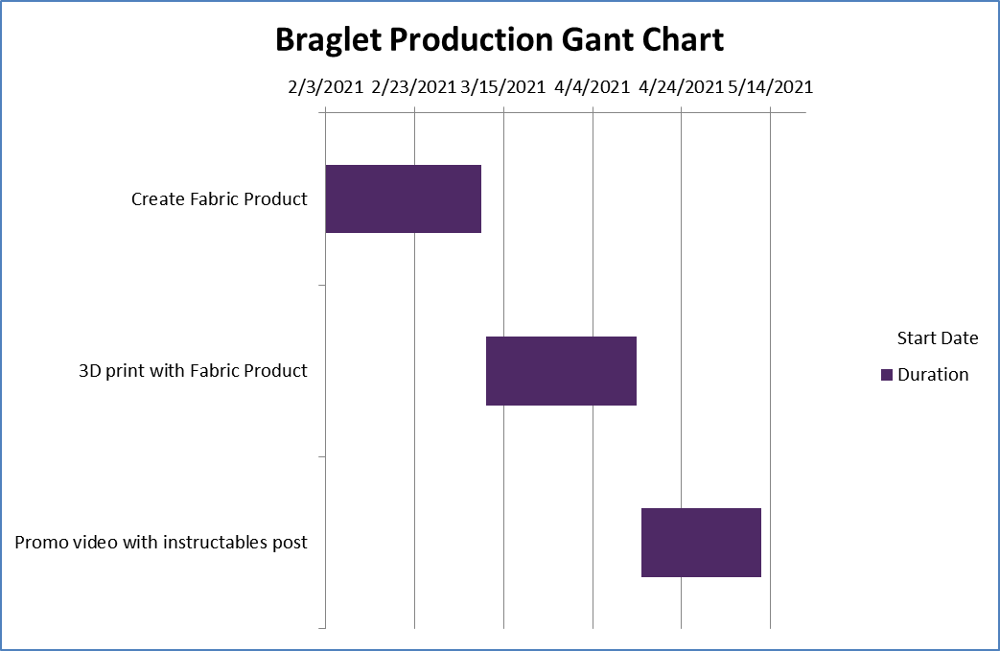 Braglet Production Gant Chart
2/3/2021 2/23/2021 3/15/2021 4/4/2021 4/24/2021 5/14/2021
Create Fabric Product
3D print with Fabric Product
Promo video with instructables post
Start Date
Duration